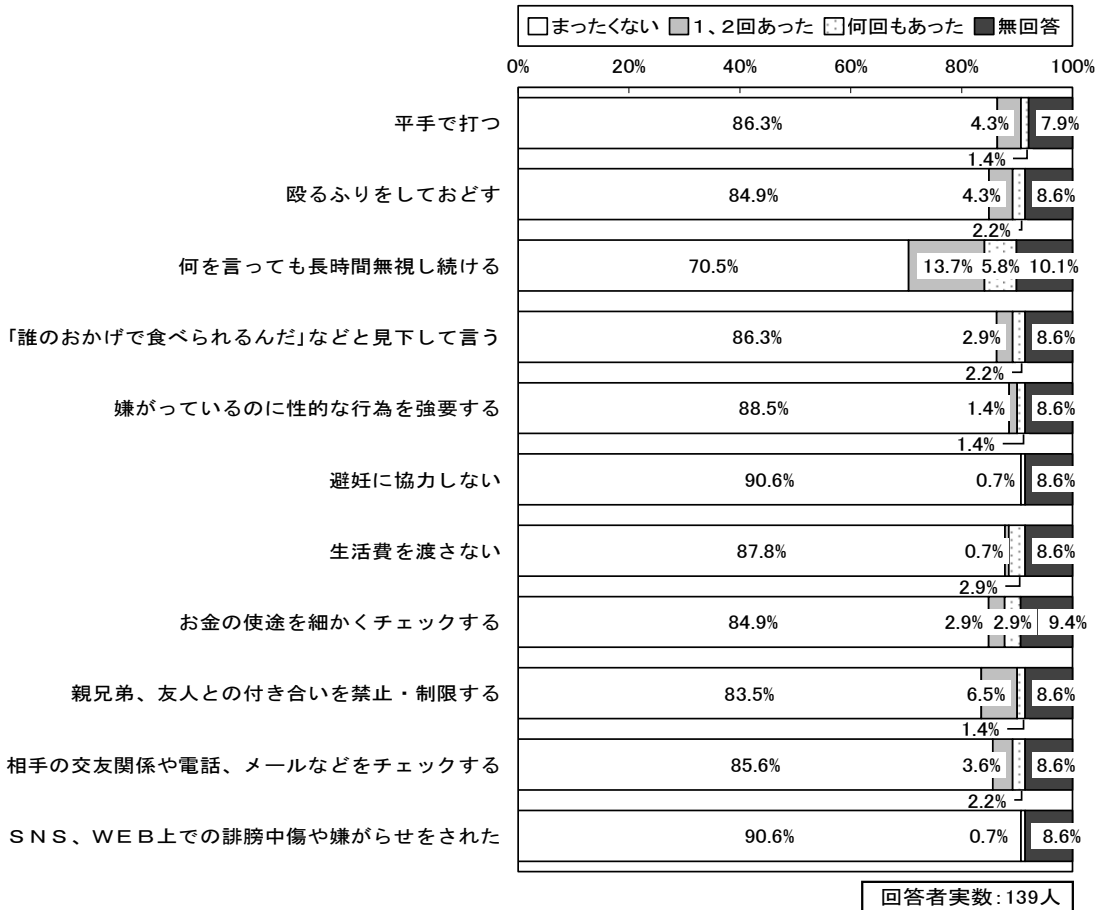 まったくない 1、2回あった 何回もあった 無回答
0% 20% 40% 60% 80% 100%
平手で打つ 86.3% 4.3% 7.9%
1.4%
殴るふりをしておどす 84.9% 4.3% 8.6%
2.2%
何を言っても長時間無視し続ける 70.5% 13.7% 5.8% 10.1%
「誰のおかげで食べられるんだ」などと見下して言う 86.3% 2.9% 8.6%
2.2%
嫌がっているのに性的な行為を強要する 88.5% 1.4% 8.6%
1.4%
避妊に協力しない 90.6% 0.7% 8.6%
生活費を渡さない 87.8% 0.7% 8.6%
2.9%
お金の使途を細かくチェックする 84.9% 2.9% 2.9% 9.4%
親兄弟、友人との付き合いを禁止・制限する 83.5% 6.5% 8.6%
1.4%
相手の交友関係や電話、メールなどをチェックする 85.6% 3.6% 8.6%
2.2%
SNS、WEB上での誹謗中傷や嫌がらせをされた 90.6% 0.7% 8.6%
回答者実数:139人